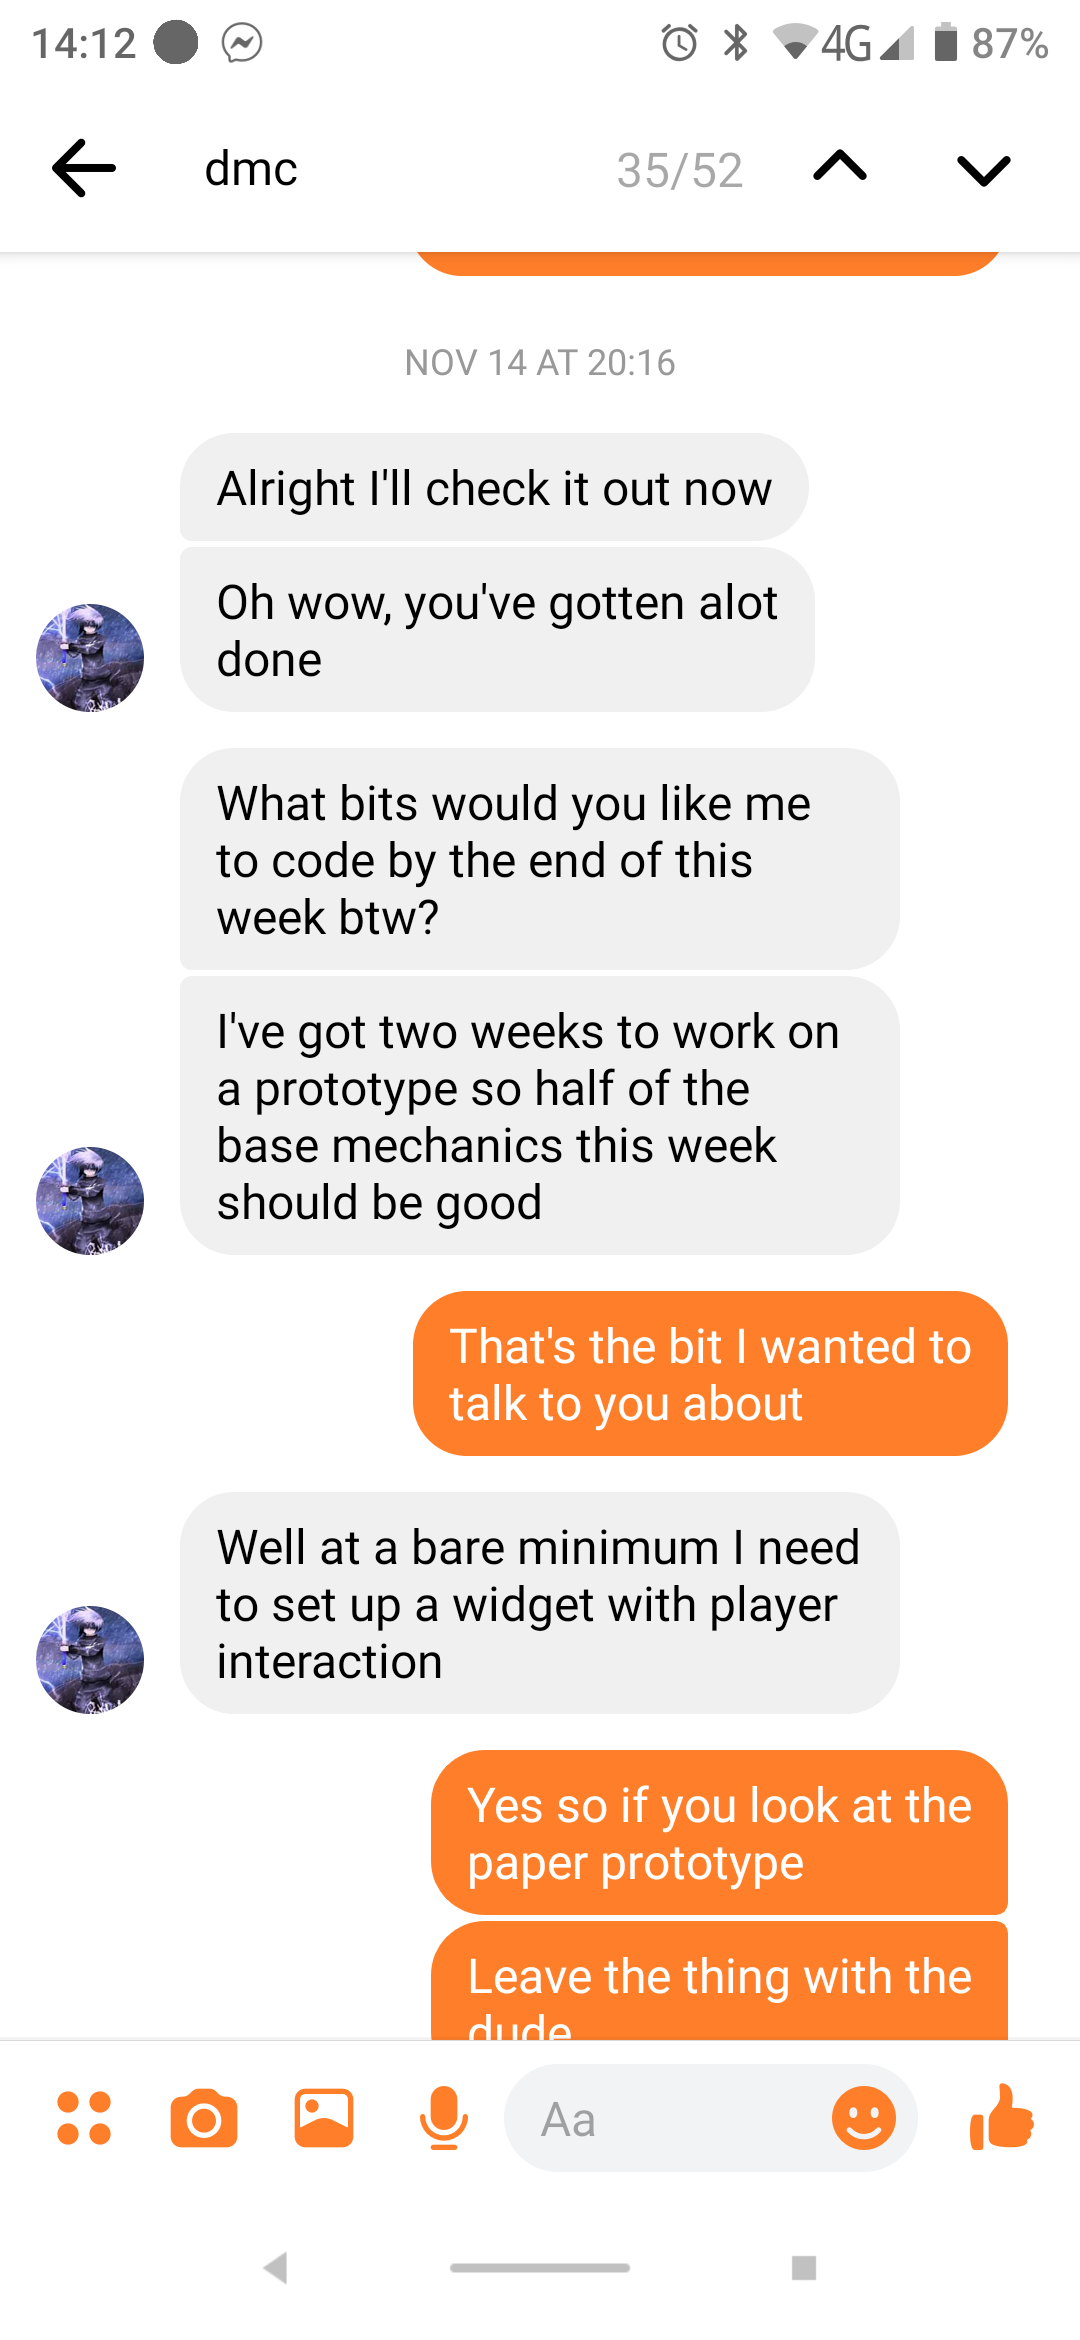 14:12
4G
87%
dmc
35/52
NOV 14 AT 20:16
Alright I'll check it out now
Oh wow, you've gotten alot
done
What bits would you like me
to code by the end of this
week btw?
I've got two weeks to work on
a prototype so half of the
base mechanics this week
should be good
That's the bit I wanted to
talk to you about
Well at a bare minimum I need
to set up a widget with player
interaction
Yes so if you look at the
paper prototype
Leave the thing with the
dude
Aa